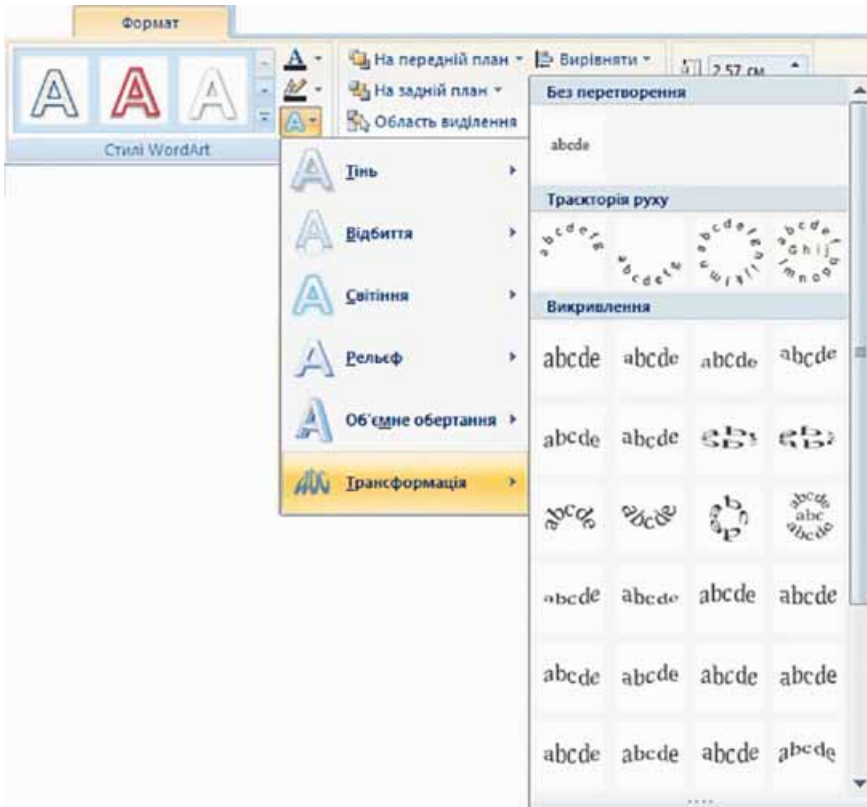 Формат
На передній план
Вирівняти
2,57 см
На задній план
Область виділення
Стилі WordArt
Тінь
Відбиття
Світіння
Рельєф
Об'ємне обертання
Трансформація
Без перетворення
abcde
Траєкторія руху
abcdefg
abcdefg
Викривлення
abcde abcde abcde abcde
abcde abcde
abcde abcde
abcde abcde abcde abcde
abcde abcde abcde abcde
abcde abcde abcde abcde